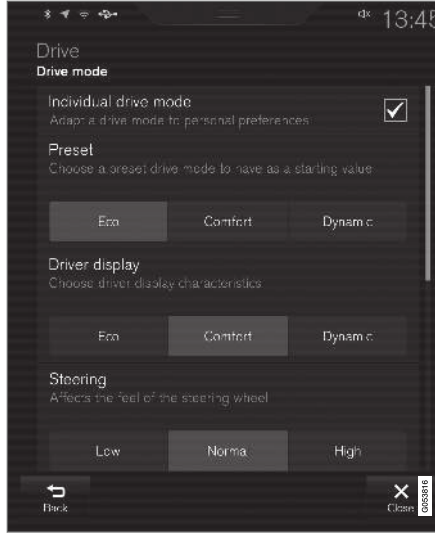 13:45
Drive
Drive mode
Individual drive mode
Adapt a drive mode to personal preferences
Preset
Choose a preset drive mode to have as a starting value
Eco Comfort Dynamic
Driver display
Choose driver display characteristics
Eco Comfort Dynamic
Steering
Affects the feel of the steering wheel
Low Normal High
Back Close
G053816